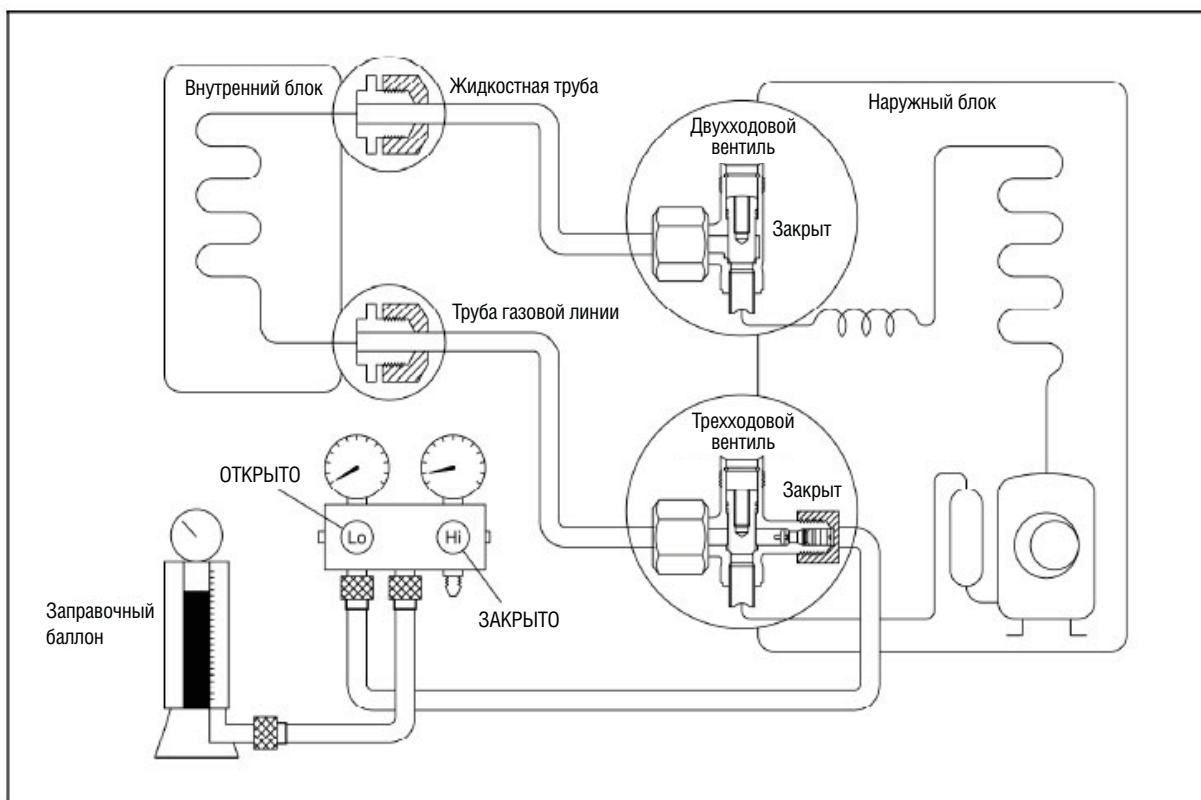 Внутренний блок
Жидкостная труба
Наружный блок
Двухходовой
вентиль
Закрыт
Труба газовой линии
Трехходовой
вентиль
Закрыт
ОТКРЫТО
Lo
Hi
ЗАКРЫТО
Заправочный
баллон